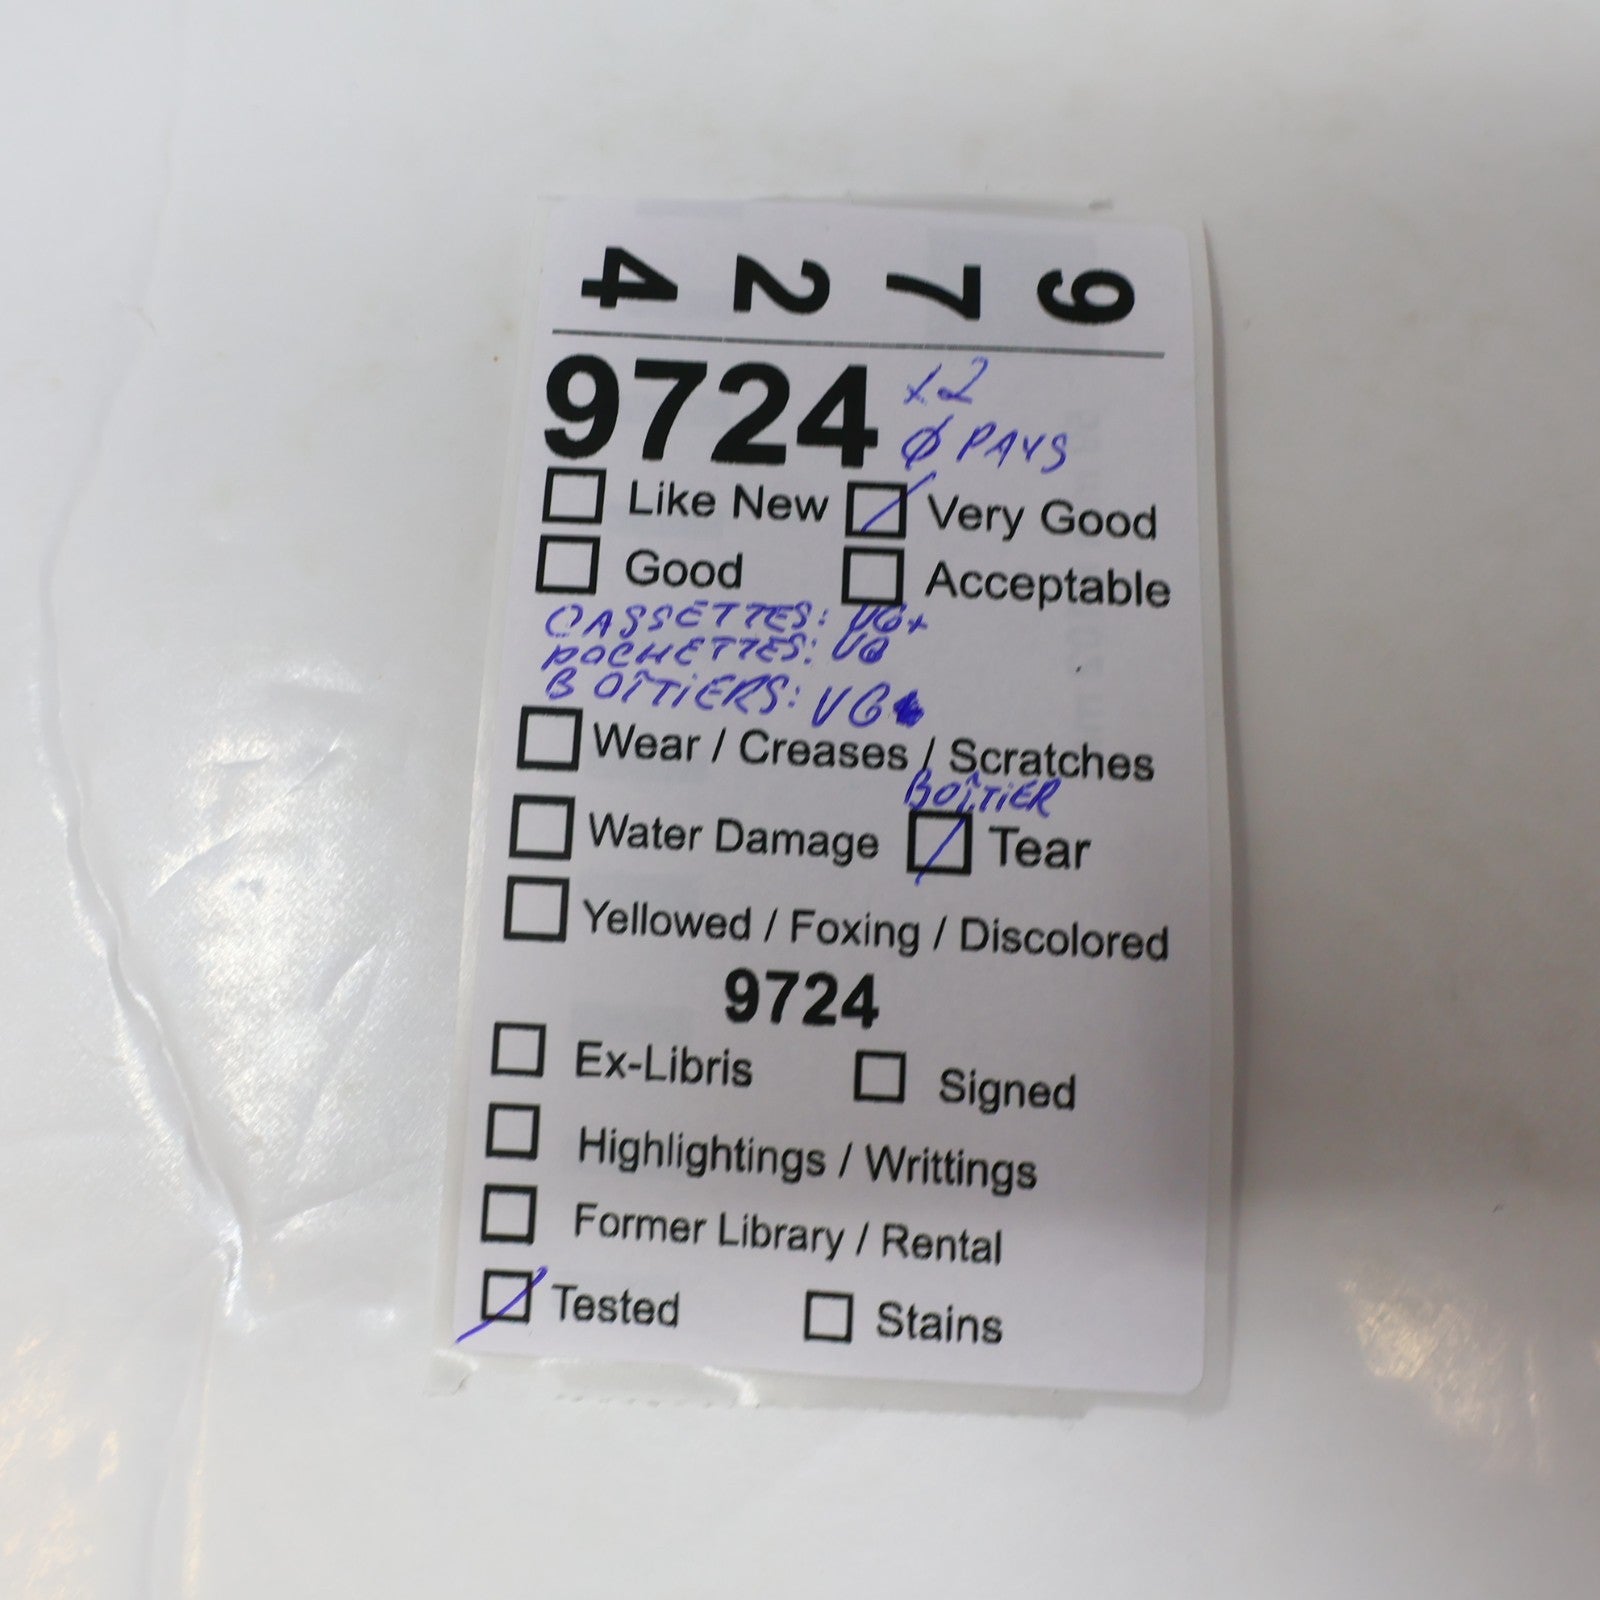 9 7 2 4
9724 x2
Ø PAYS
Like New Very Good
Good Acceptable
CASSETTES: VG+
POCHETTES: VG
BOÎTIERS: VG
Wear / Creases / Scratches
BOÎTIER
Water Damage Tear
Yellowed / Foxing / Discolored
9724
Ex-Libris Signed
Highlightings / Writtings
Former Library / Rental
Tested Stains